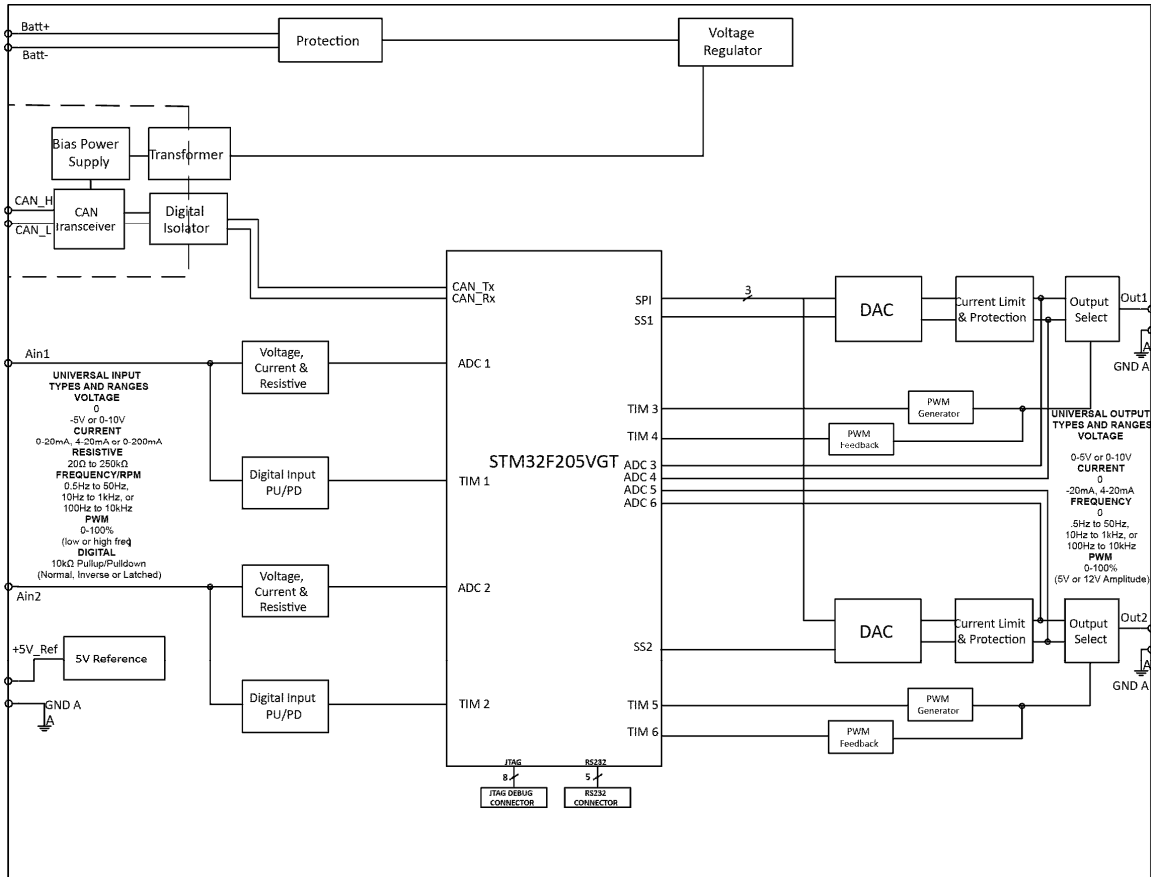 Batt+
Batt-
Protection
Voltage
Regulator
Bias Power
Supply
Transformer
CAN_H
CAN_L
CAN
Transceiver
Digital
Isolator
CAN_Tx
CAN_Rx
Ain1
Voltage,
Current &
Resistive
ADC 1
UNIVERSAL INPUT
TYPES AND RANGES
VOLTAGE
0
-5V or 0-10V
CURRENT
0-20mA, 4-20mA or 0-200mA
RESISTIVE
20Ω to 250kΩ
FREQUENCY/RPM
0.5Hz to 50Hz,
10Hz to 1kHz, or
100Hz to 10kHz
PWM
0-100%
(low or high freq)
DIGITAL
10kΩ Pullup/Pulldown
(Normal, Inverse or Latched)
Digital Input
PU/PD
TIM 1
Ain2
Voltage,
Current &
Resistive
ADC 2
+5V_Ref
5V Reference
GND A
A
Digital Input
PU/PD
TIM 2
STM32F205VGT
JTAG
8
JTAG DEBUG
CONNECTOR
RS232
5
RS232
CONNECTOR
SPI
3
SS1
DAC
Current Limit
& Protection
Output
Select
Out1
A
GND A
TIM 3
PWM
Generator
TIM 4
PWM
Feedback
ADC 3
ADC 4
ADC 5
ADC 6
UNIVERSAL OUTPUT
TYPES AND RANGES
VOLTAGE
0-5V or 0-10V
CURRENT
0
-20mA, 4-20mA
FREQUENCY
0
.5Hz to 50Hz,
10Hz to 1kHz, or
100Hz to 10kHz
PWM
0-100%
(5V or 12V Amplitude)
SS2
DAC
Current Limit
& Protection
Output
Select
Out2
A
GND A
TIM 5
PWM
Generator
TIM 6
PWM
Feedback